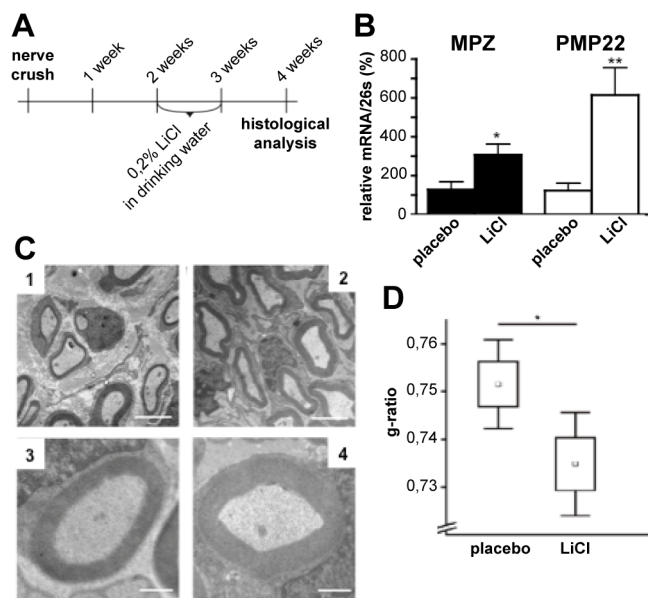 A
nerve
crush
1 week
2 weeks
3 weeks
4 weeks
0,2% LiCl
in drinking water
histological
analysis
B
MPZ
PMP22
relative mRNA/26s (%)
800
600
400
200
0
*
**
placebo
LiCl
placebo
LiCl
C
1
2
3
4
D
*
g-ratio
0,76
0,75
0,74
0,73
placebo
LiCl